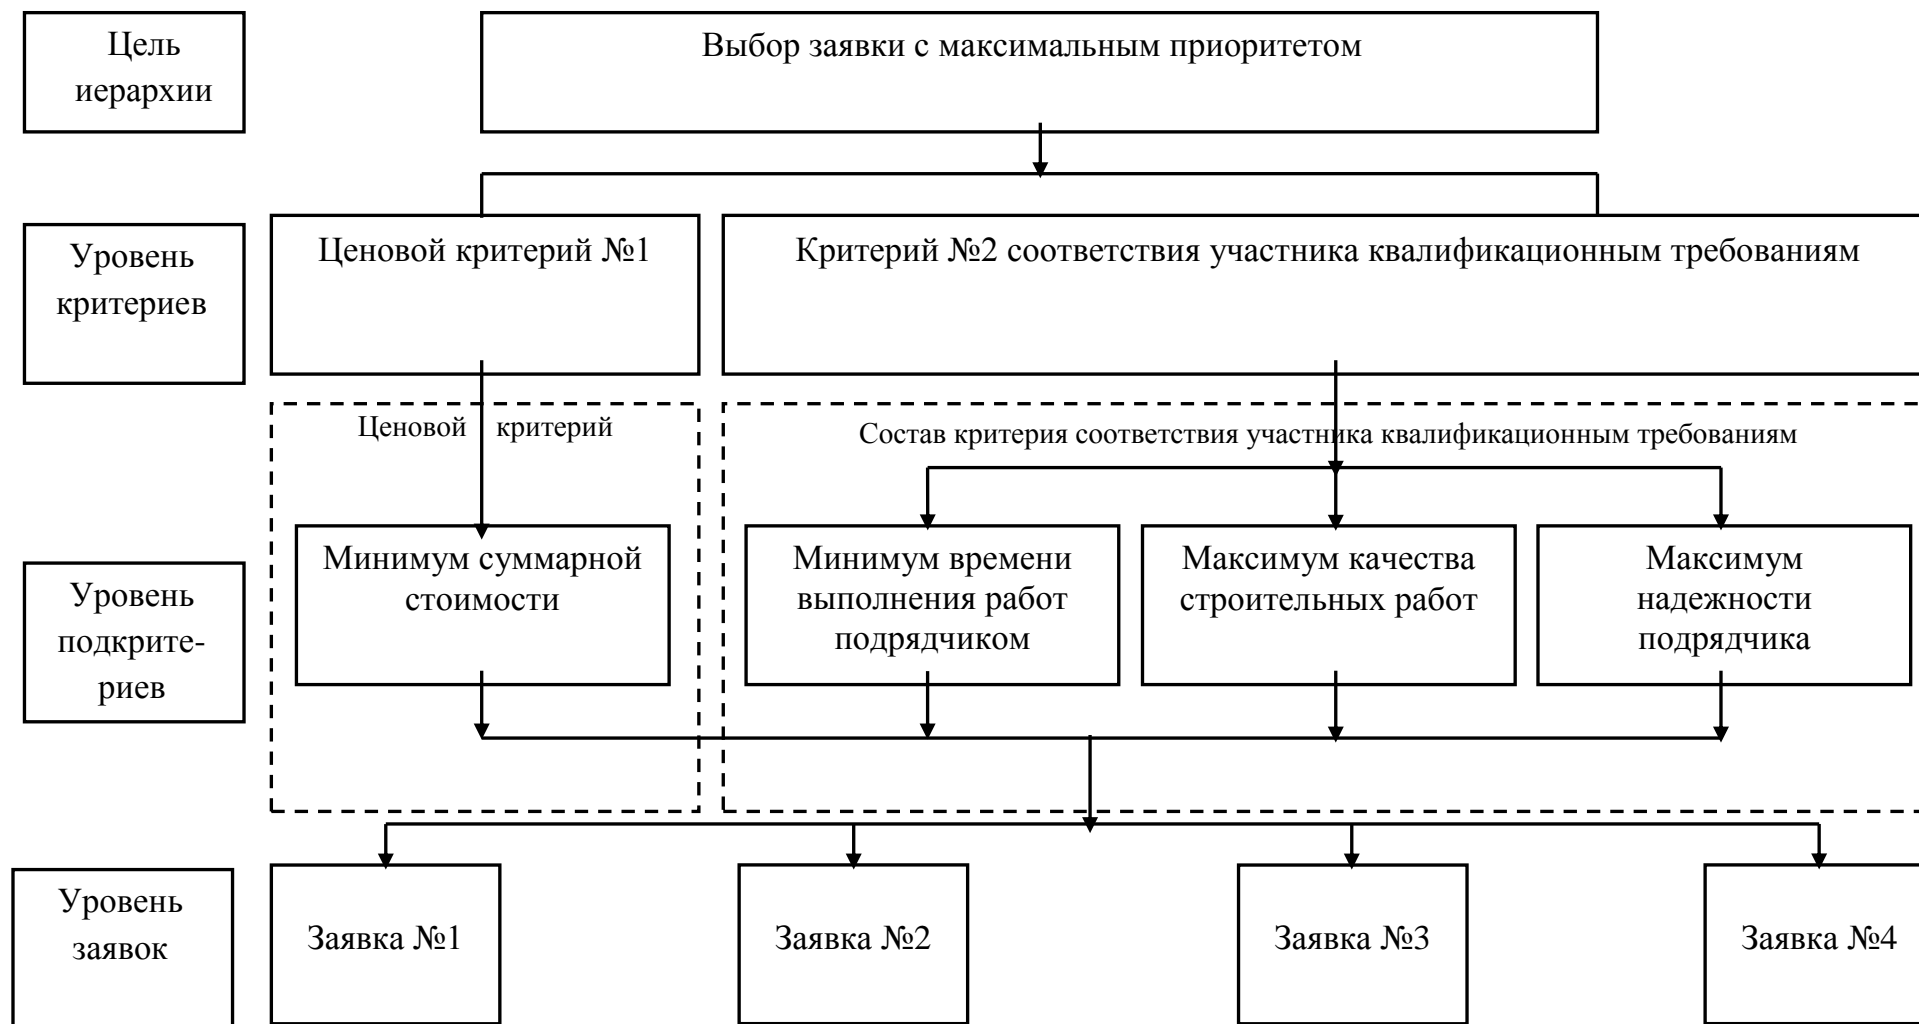 Цель
иерархии
Выбор заявки с максимальным приоритетом
Уровень
критериев
Ценовой критерий №1
Критерий №2 соответствия участника квалификационным требованиям
Ценовой критерий
Состав критерия соответствия участника квалификационным требованиям
Уровень
подкрите-
риев
Минимум суммарной
стоимости
Минимум времени
выполнения работ
подрядчиком
Максимум качества
строительных работ
Максимум
надежности
подрядчика
Уровень
заявок
Заявка №1
Заявка №2
Заявка №3
Заявка №4